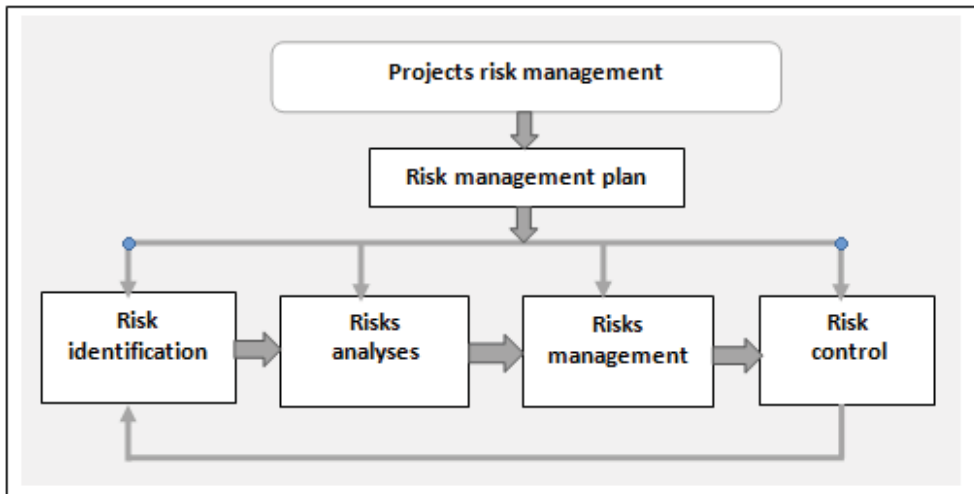 Projects risk management
Risk management plan
Risk
identification
Risks
analyses
Risks
management
Risk
control